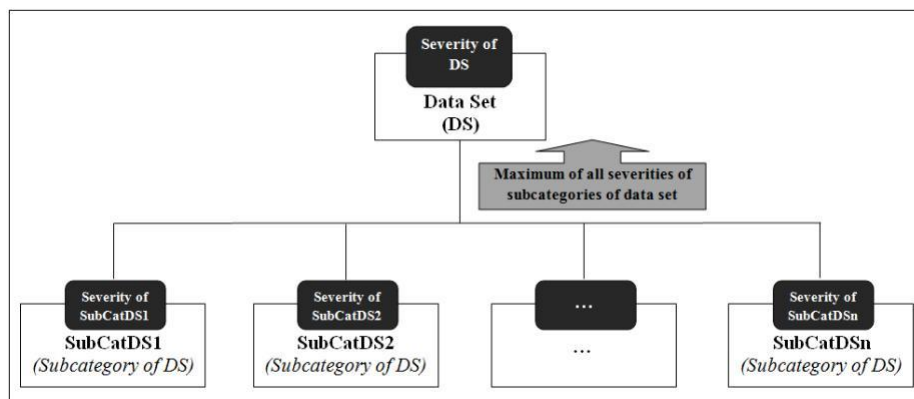 Severity of
DS
Data Set
(DS)
Maximum of all severities of
subcategories of data set
Severity of
SubCatDS1
SubCatDS1
(Subcategory of DS)
Severity of
SubCatDS2
SubCatDS2
(Subcategory of DS)
...
...
Severity of
SubCatDSn
SubCatDSn
(Subcategory of DS)